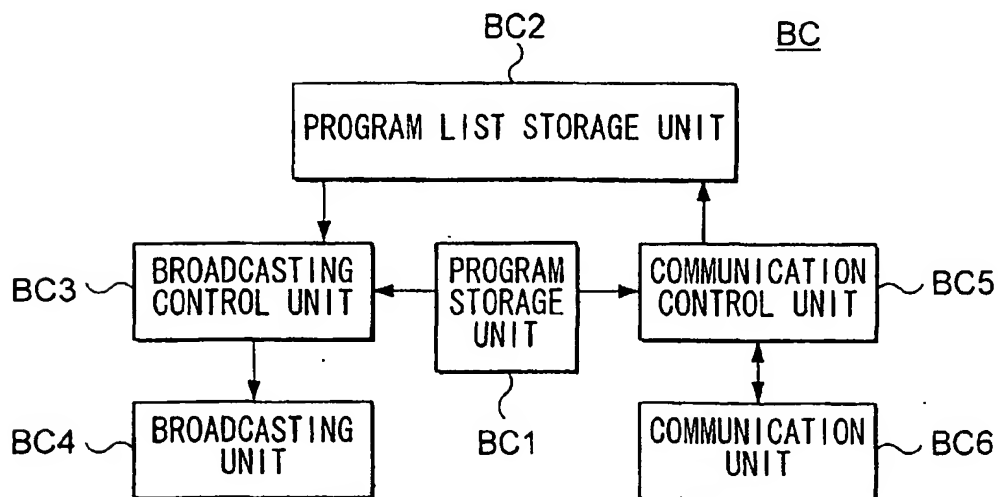 BC2
BC
PROGRAM LIST STORAGE UNIT
BC3
BROADCASTING
CONTROL UNIT
PROGRAM
STORAGE
UNIT
COMMUNICATION
CONTROL UNIT
BC5
BC4
BROADCASTING
UNIT
BC1
COMMUNICATION
UNIT
BC6